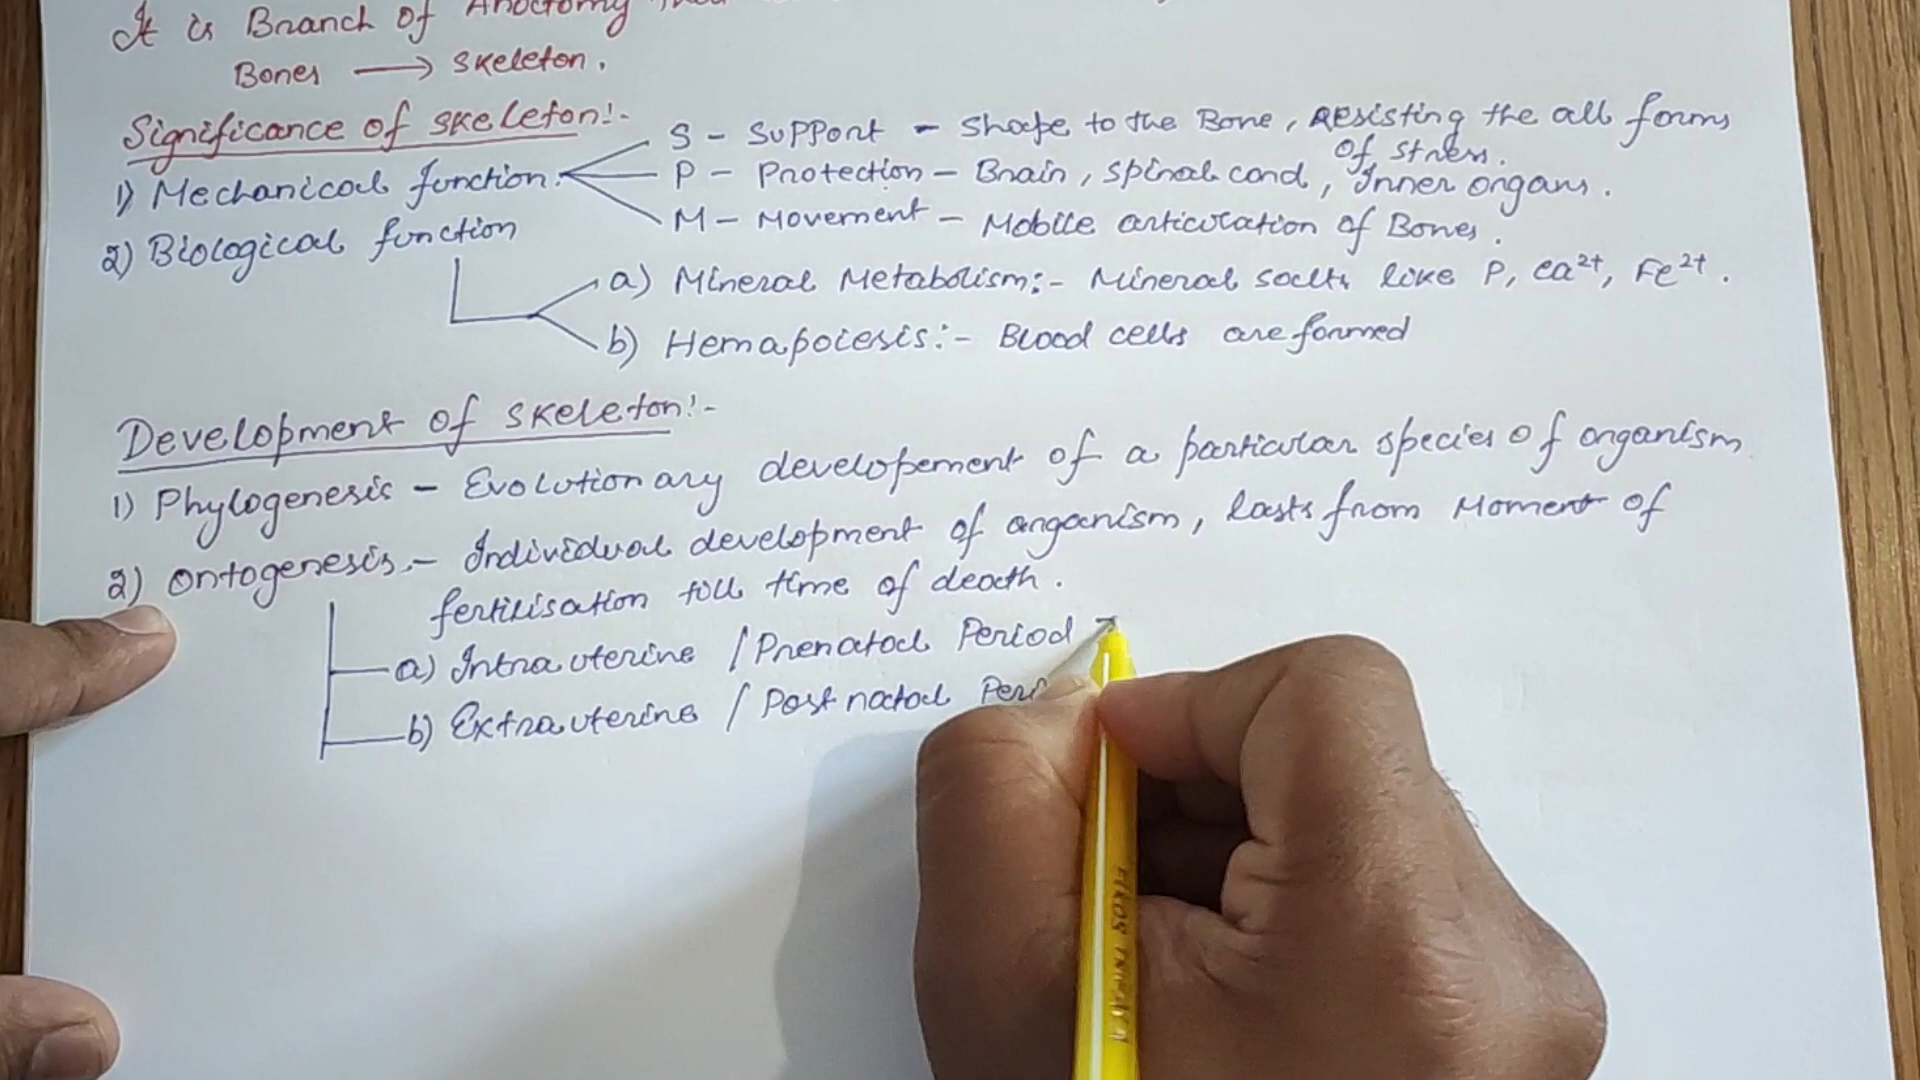 It is Branch of Anatomy
Bones → Skeleton.
Significance of Skeleton:-
1) Mechanical function:
S - Support - Shape to the Bone, Resisting the all forms of stress.
P - Protection - Brain, spinal cord, Inner organs.
M - Movement - Mobile articulation of Bones.
2) Biological function
a) Mineral Metabolism:- Mineral salts like P, Ca²⁺, Fe²⁺.
b) Hemapoiesis:- Blood cells are formed
Development of Skeleton:-
1) Phylogenesis - Evolutionary developement of a particular species of organism
2) Ontogenesis - Individual development of organism, lasts from Moment of
fertilisation till time of death.
a) Intrauterine / Prenatal Period
b) Extrauterine / Postnatal Peri